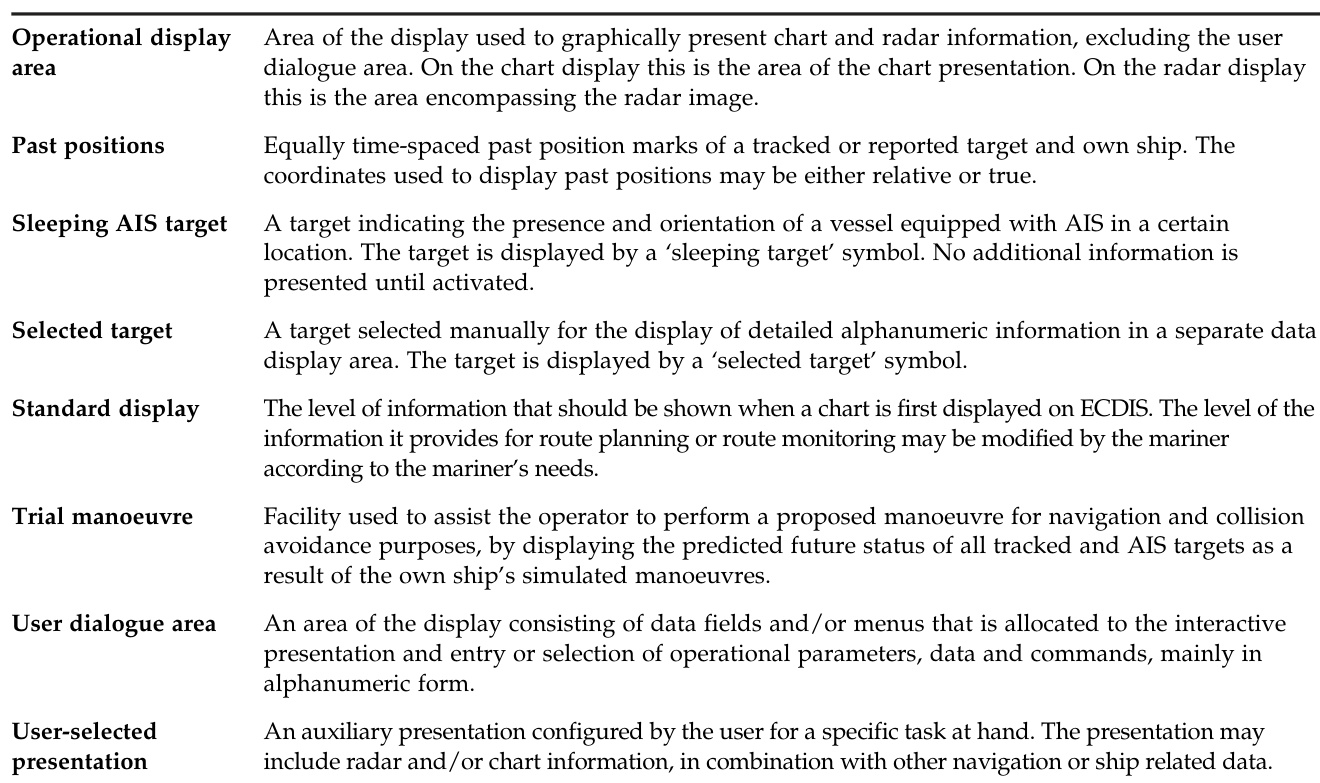 Operational display area Area of the display used to graphically present chart and radar information, excluding the user
dialogue area. On the chart display this is the area of the chart presentation. On the radar display
this is the area encompassing the radar image.
Past positions Equally time-spaced past position marks of a tracked or reported target and own ship. The
coordinates used to display past positions may be either relative or true.
Sleeping AIS target A target indicating the presence and orientation of a vessel equipped with AIS in a certain
location. The target is displayed by a ‘sleeping target’ symbol. No additional information is
presented until activated.
Selected target A target selected manually for the display of detailed alphanumeric information in a separate data
display area. The target is displayed by a ‘selected target’ symbol.
Standard display The level of information that should be shown when a chart is first displayed on ECDIS. The level of the
information it provides for route planning or route monitoring may be modified by the mariner
according to the mariner’s needs.
Trial manoeuvre Facility used to assist the operator to perform a proposed manoeuvre for navigation and collision
avoidance purposes, by displaying the predicted future status of all tracked and AIS targets as a
result of the own ship’s simulated manoeuvres.
User dialogue area An area of the display consisting of data fields and/or menus that is allocated to the interactive
presentation and entry or selection of operational parameters, data and commands, mainly in
alphanumeric form.
User-selected presentation An auxiliary presentation configured by the user for a specific task at hand. The presentation may
include radar and/or chart information, in combination with other navigation or ship related data.